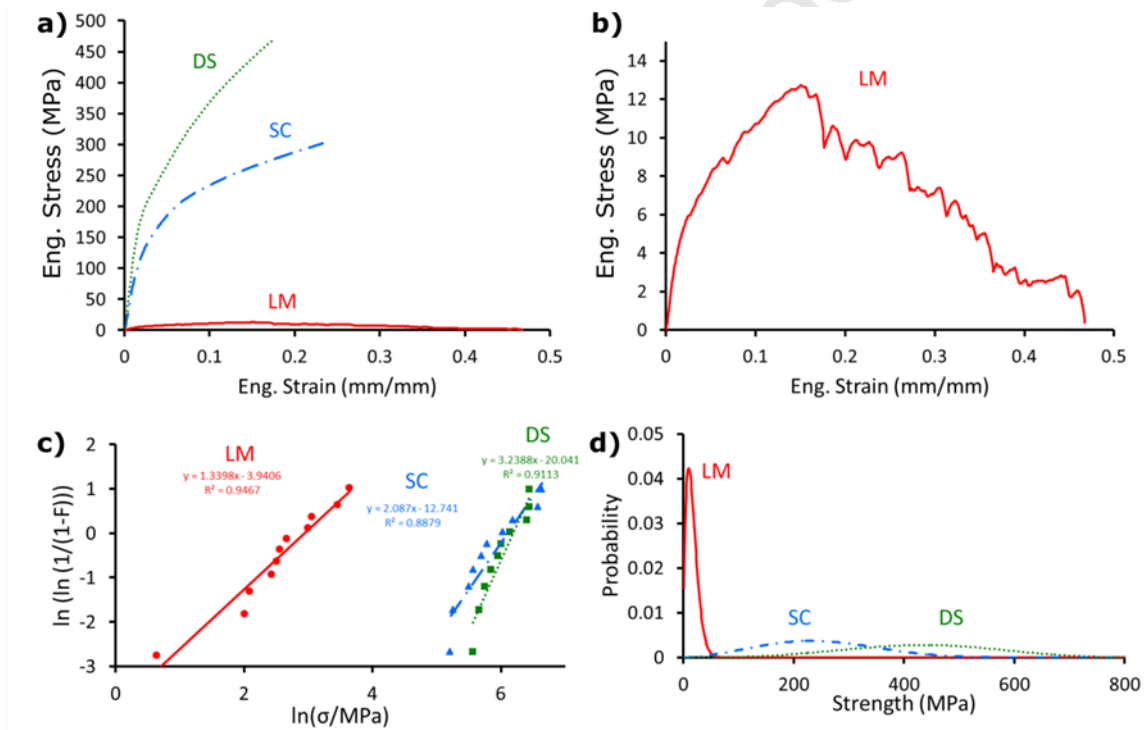 a)
500
450
400
350
300
250
200
150
100
50
0
Eng. Stress (MPa)
DS
SC
LM
0
0.1
0.2
0.3
0.4
0.5
Eng. Strain (mm/mm)
b)
14
12
10
8
6
4
2
0
Eng. Stress (MPa)
LM
0
0.1
0.2
0.3
0.4
0.5
Eng. Strain (mm/mm)
c)
2
1
0
-1
-2
-3
ln (ln (1/(1-F)))
LM
y = 1.3398x - 3.9406
R² = 0.9467
SC
y = 2.087x - 12.741
R² = 0.8879
DS
y = 3.2388x - 20.041
R² = 0.9113
0
2
4
6
ln(σ/MPa)
d)
0.05
0.04
0.03
0.02
0.01
0
Probability
LM
SC
DS
0
200
400
600
800
Strength (MPa)